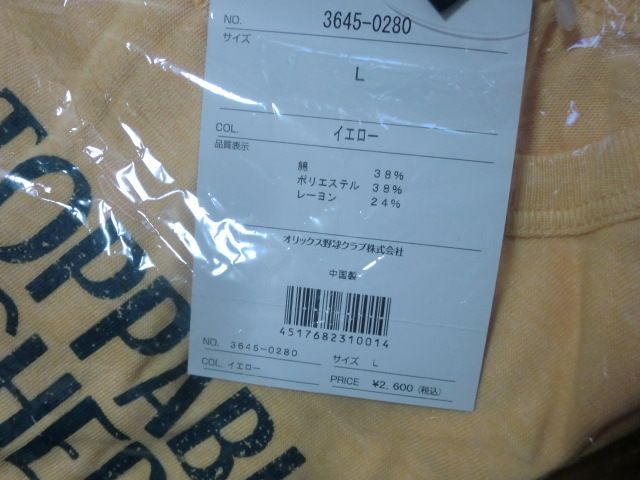 NO. 3645-0280
サイズ
L
COL. イエロー
品質表示
綿 38%
ポリエステル 38%
レーヨン 24%
オリックス野球クラブ株式会社
中国製
4517682310014
NO. 3645-0280 サイズ L
COL. イエロー PRICE ¥2,600(税込)
TOPPABL
CHER